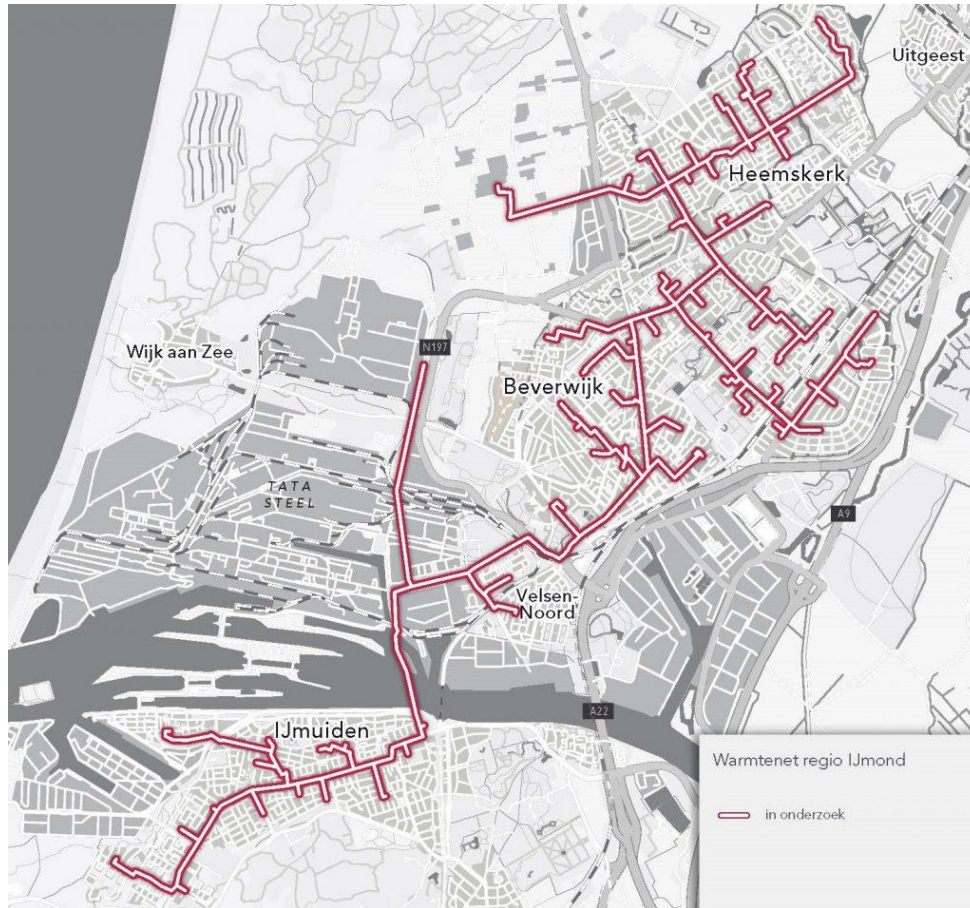 Uitgeest
Heemskerk
N197
Wijk aan Zee
Beverwijk
TATA
STEEL
A9
Velsen-
Noord
A22
IJmuiden
Warmtenet regio IJmond
in onderzoek